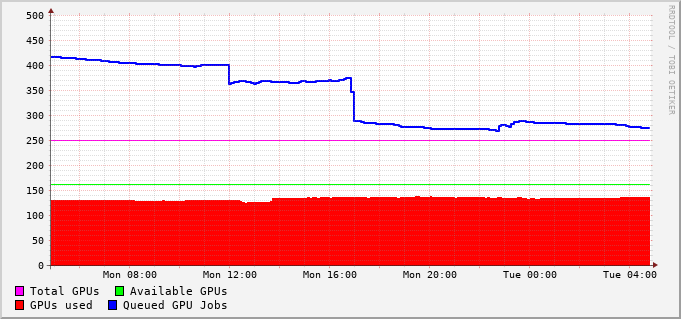 500
450
400
350
300
250
200
150
100
50
0
Mon 08:00 Mon 12:00 Mon 16:00 Mon 20:00 Tue 00:00 Tue 04:00
Total GPUs Available GPUs
GPUs used Queued GPU Jobs
RRDTOOL / TOBI OETIKER